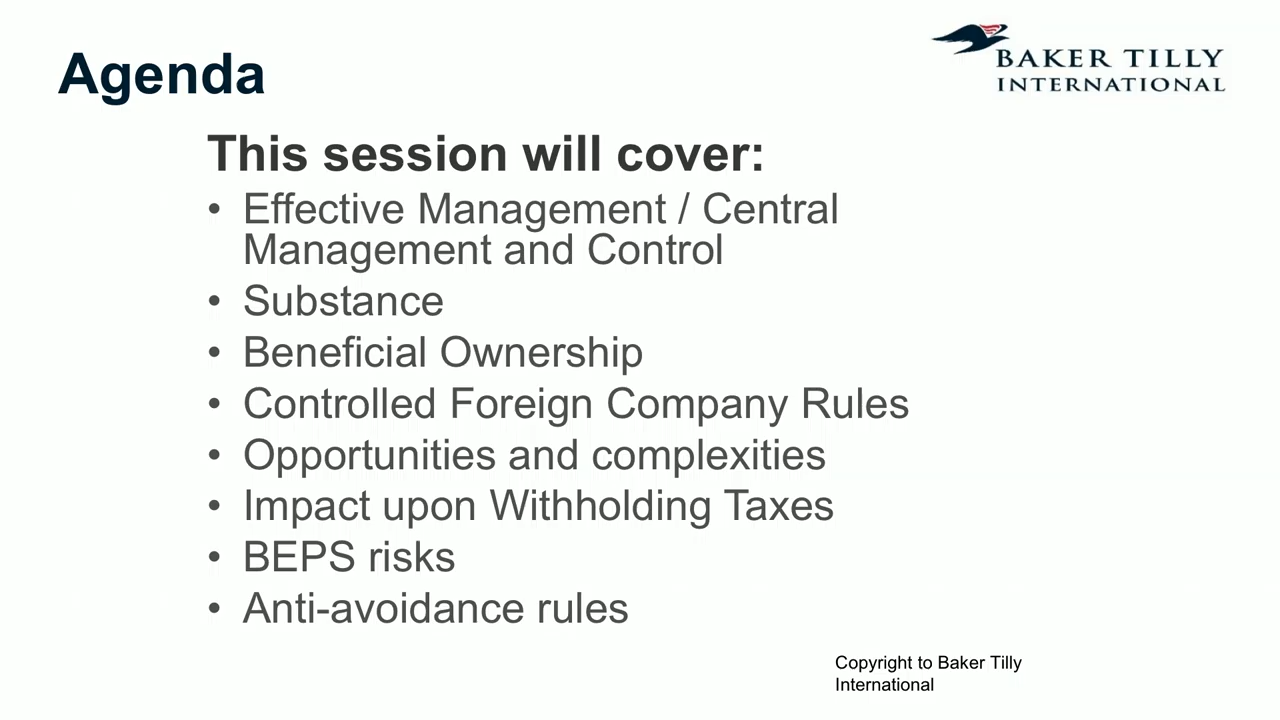 Agenda
BAKER TILLY
INTERNATIONAL
This session will cover:
• Effective Management / Central
Management and Control
• Substance
• Beneficial Ownership
• Controlled Foreign Company Rules
• Opportunities and complexities
• Impact upon Withholding Taxes
• BEPS risks
• Anti-avoidance rules
Copyright to Baker Tilly
International